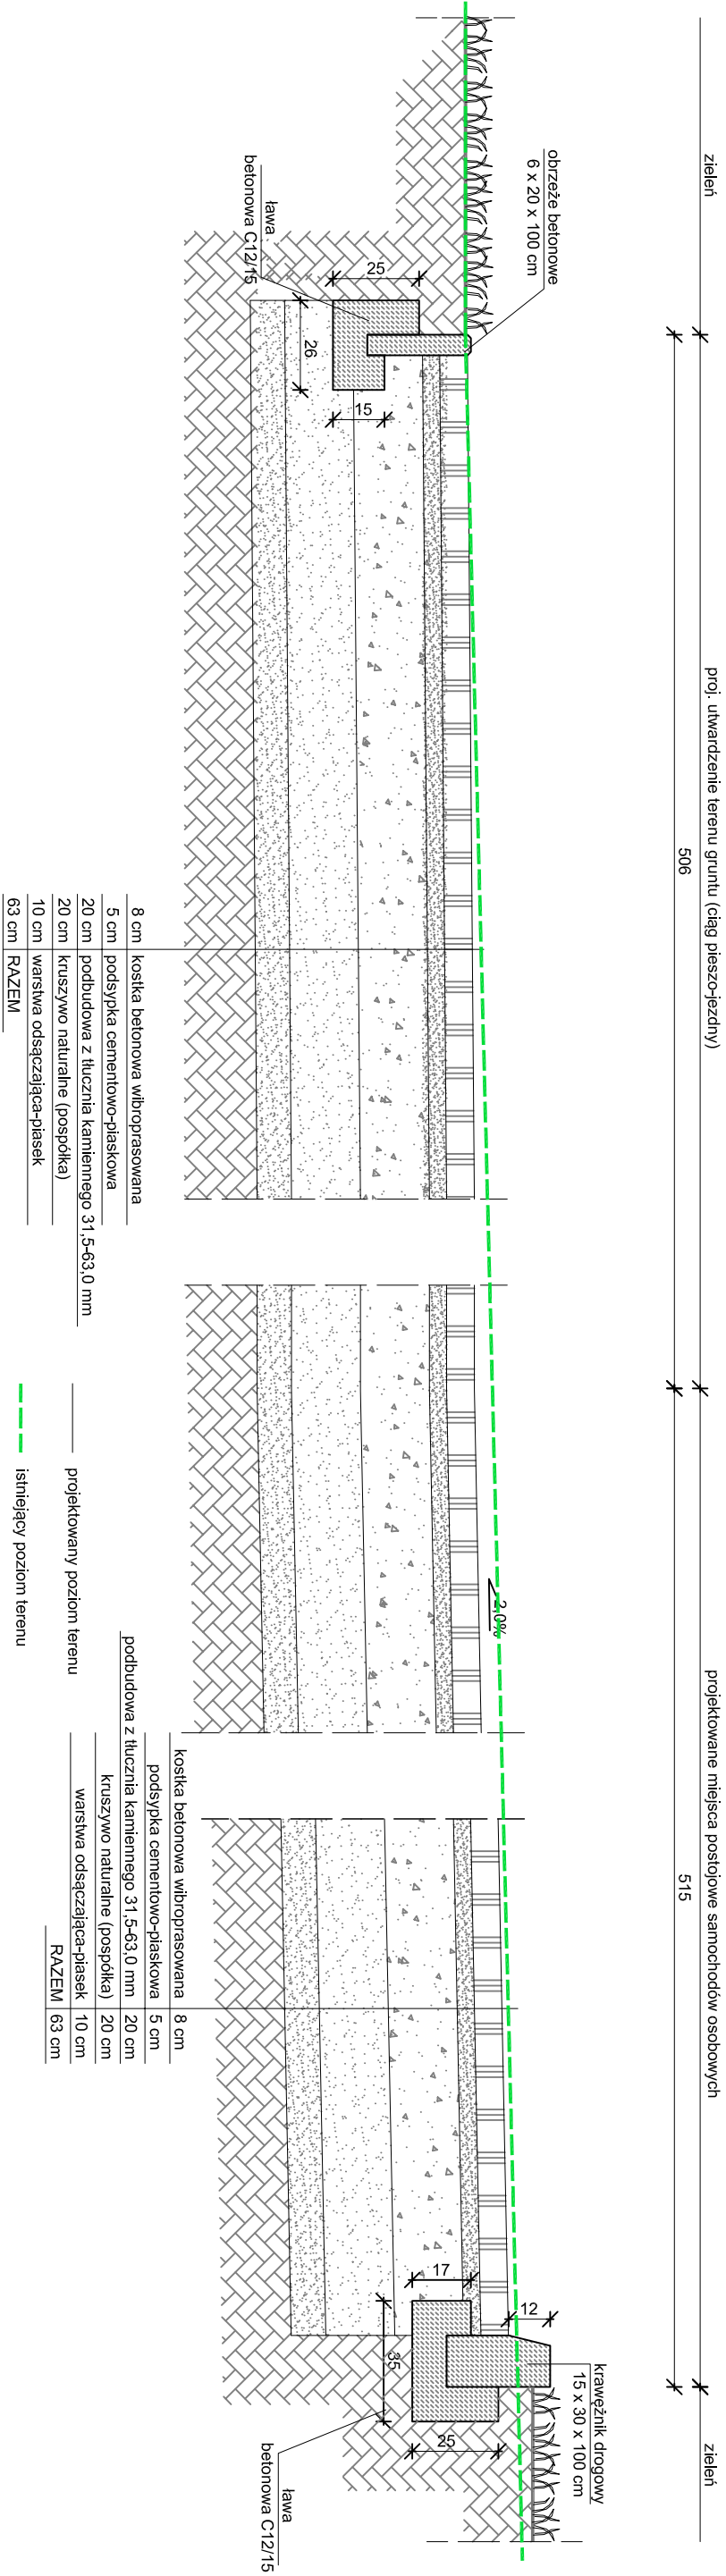 zieleń
proj. utwardzenie terenu gruntu (ciąg pieszo-jezdny)
projektowane miejsca postojowe samochodów osobowych
zieleń
506
515
obrzeże betonowe
6 x 20 x 100 cm
ława
betonowa C12/15
25
26
15
2,0%
17
12
35
25
krawężnik drogowy
15 x 30 x 100 cm
ława
betonowa C12/15
8 cm kostka betonowa wibroprasowana
5 cm podsypka cementowo-piaskowa
20 cm podbudowa z tłucznia kamiennego 31,5-63,0 mm
20 cm kruszywo naturalne (pospółka)
10 cm warstwa odsączająca-piasek
63 cm RAZEM
projektowany poziom terenu
istniejący poziom terenu
kostka betonowa wibroprasowana 8 cm
podsypka cementowo-piaskowa 5 cm
podbudowa z tłucznia kamiennego 31,5-63,0 mm 20 cm
kruszywo naturalne (pospółka) 20 cm
warstwa odsączająca-piasek 10 cm
RAZEM 63 cm